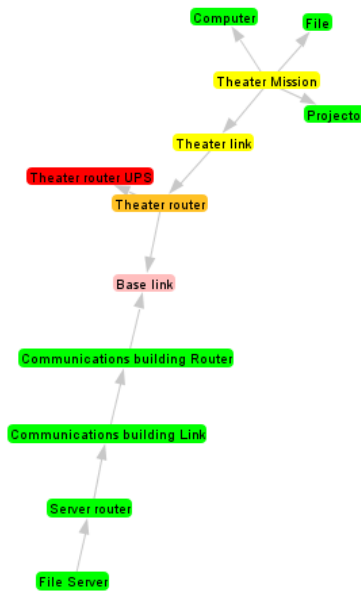 Computer
File
Theater Mission
Projecto
Theater link
Theater router UPS
Theater router
Base link
Communications building Router
Communications building Link
Server router
File Server